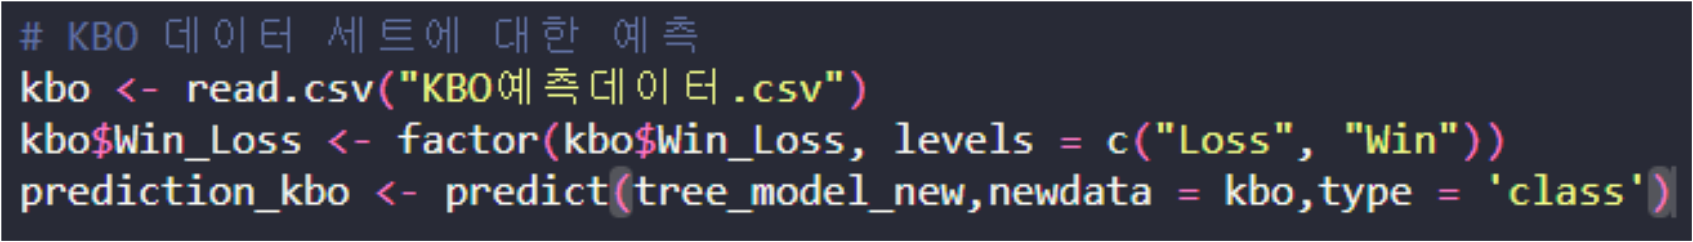 # KBO 데이터 세트에 대한 예측
kbo <- read.csv("KBO예측데이터.csv")
kbo$Win_Loss <- factor(kbo$Win_Loss, levels = c("Loss", "Win"))
prediction_kbo <- predict(tree_model_new,newdata = kbo,type = 'class')